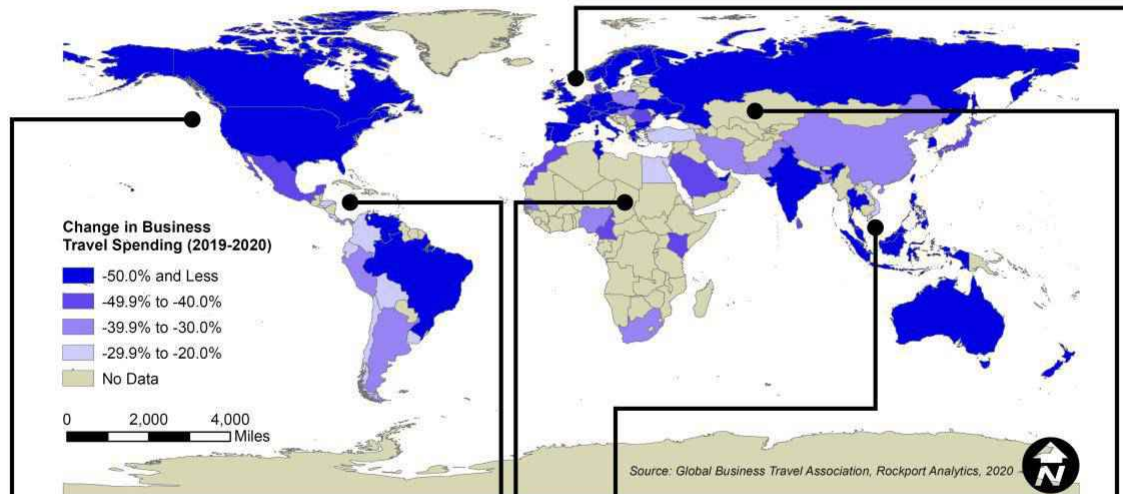 Change in Business
Travel Spending (2019-2020)
-50.0% and Less
-49.9% to -40.0%
-39.9% to -30.0%
-29.9% to -20.0%
No Data
0 2,000 4,000
Miles
Source: Global Business Travel Association, Rockport Analytics, 2020
N